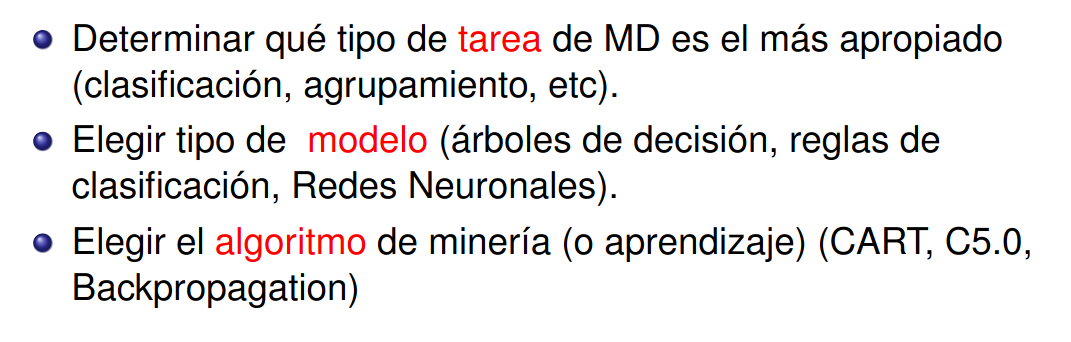 Determinar qué tipo de tarea de MD es el más apropiado
(clasificación, agrupamiento, etc).
Elegir tipo de modelo (árboles de decisión, reglas de
clasificación, Redes Neuronales).
Elegir el algoritmo de minería (o aprendizaje) (CART, C5.0,
Backpropagation)